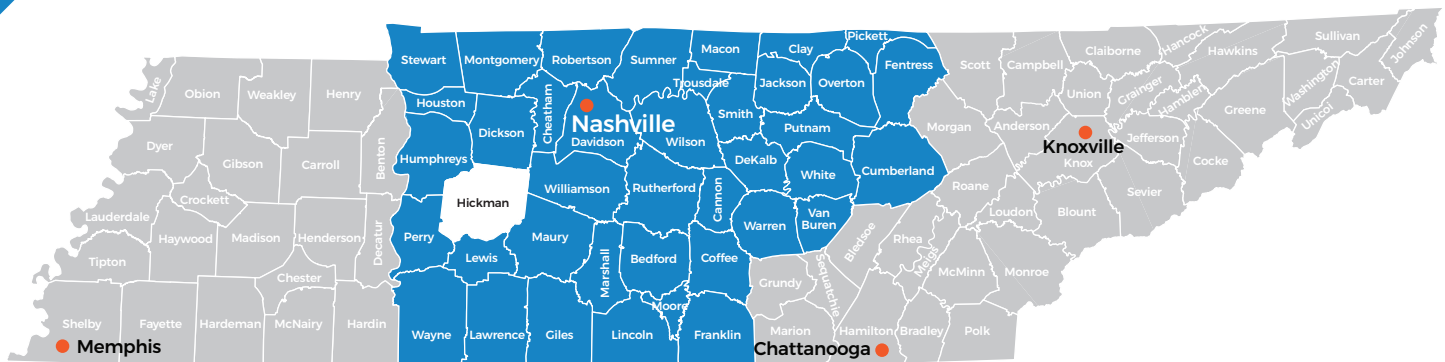 Stewart
Montgomery
Robertson
Sumner
Macon
Clay
Pickett
Fentress
Trousdale
Jackson
Overton
Houston
Dickson
Cheatham
Nashville
Davidson
Wilson
Smith
Putnam
Humphreys
Hickman
Williamson
Rutherford
Cannon
DeKalb
White
Cumberland
Perry
Lewis
Maury
Marshall
Bedford
Coffee
Warren
Van
Buren
Wayne
Lawrence
Giles
Lincoln
Moore
Franklin
Lake
Obion
Weakley
Henry
Dyer
Gibson
Carroll
Benton
Crockett
Lauderdale
Haywood
Madison
Henderson
Decatur
Tipton
Chester
Shelby
Fayette
Hardeman
McNairy
Hardin
Memphis
Scott
Campbell
Claiborne
Hancock
Hawkins
Sullivan
Johnson
Carter
Washington
Unicoi
Greene
Union
Grainger
Hamblen
Morgan
Anderson
Knoxville
Knox
Jefferson
Cocke
Sevier
Roane
Loudon
Blount
Bledsoe
Rhea
Meigs
McMinn
Monroe
Sequatchie
Grundy
Marion
Hamilton
Bradley
Polk
Chattanooga